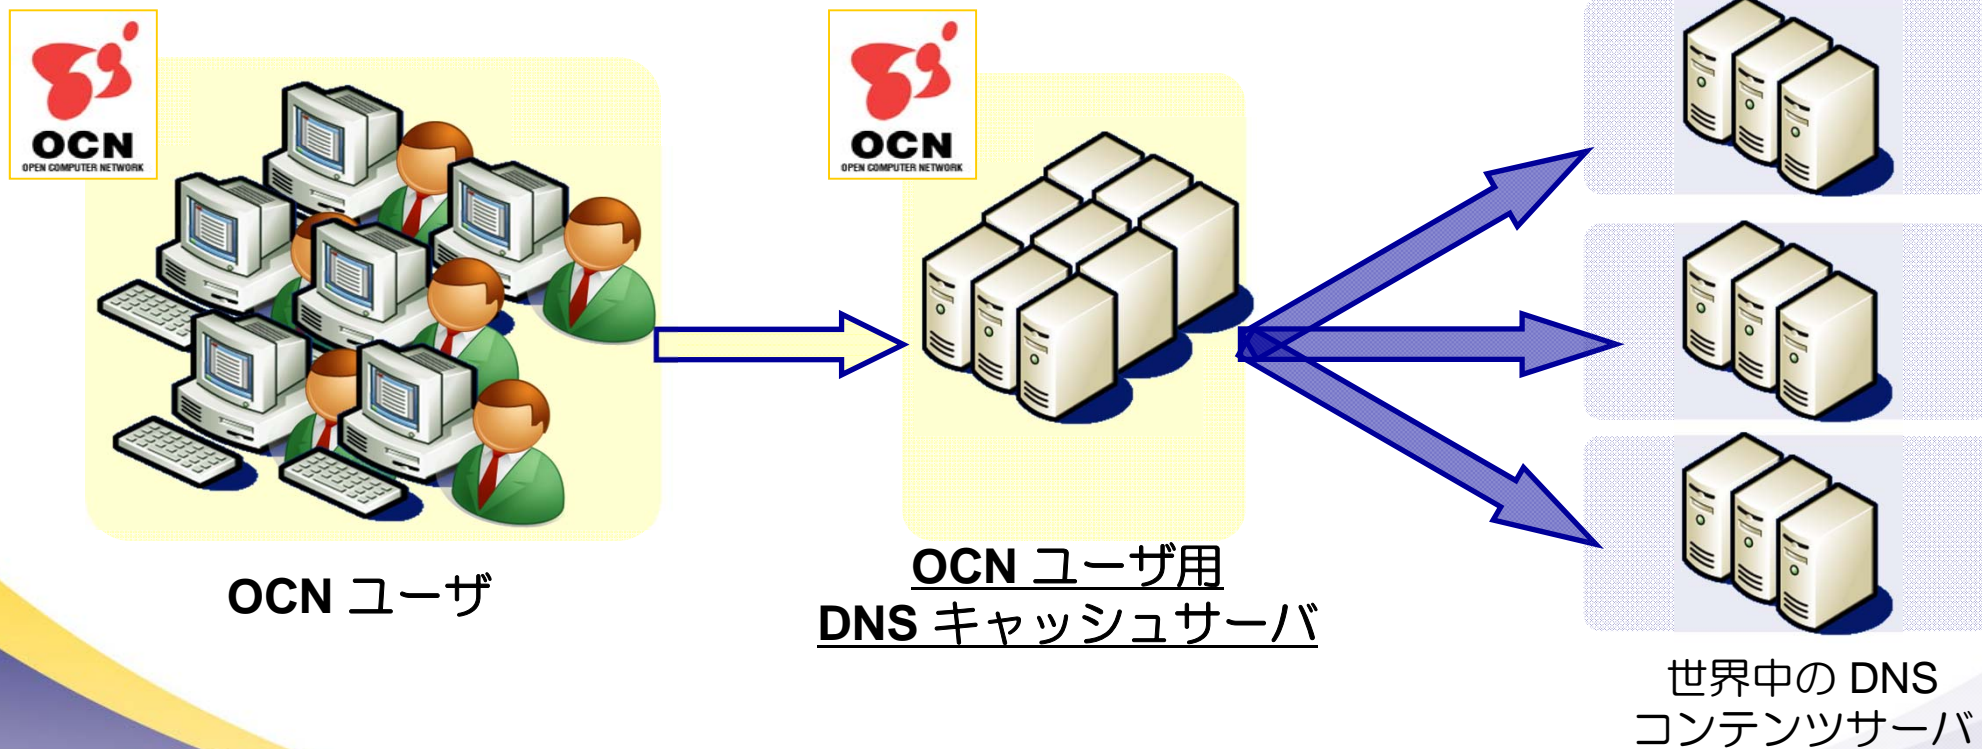 OCN
OPEN COMPUTER NETWORK
OCN
OPEN COMPUTER NETWORK
OCN ユーザ
OCN ユーザ用
DNS キャッシュサーバ
世界中の DNS
コンテンツサーバ